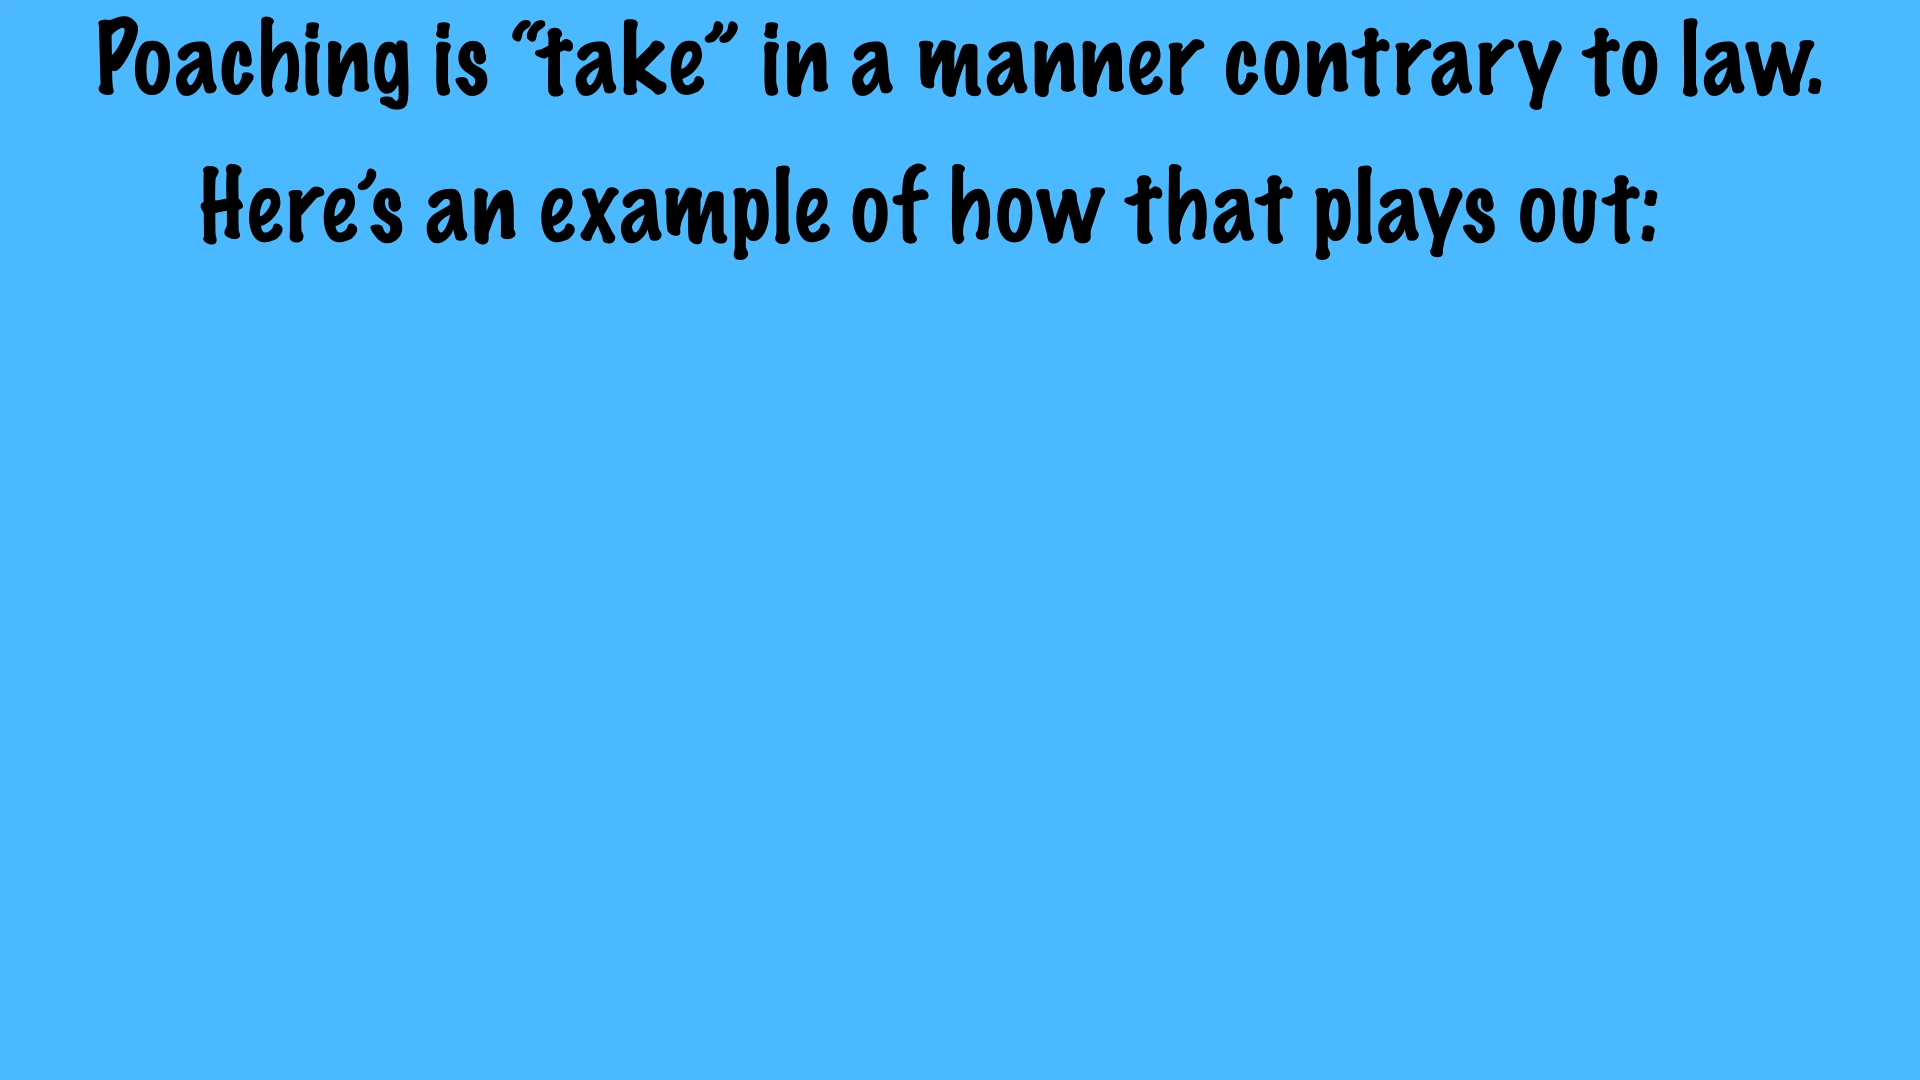 Poaching is “take” in a manner contrary to law.
Here’s an example of how that plays out: